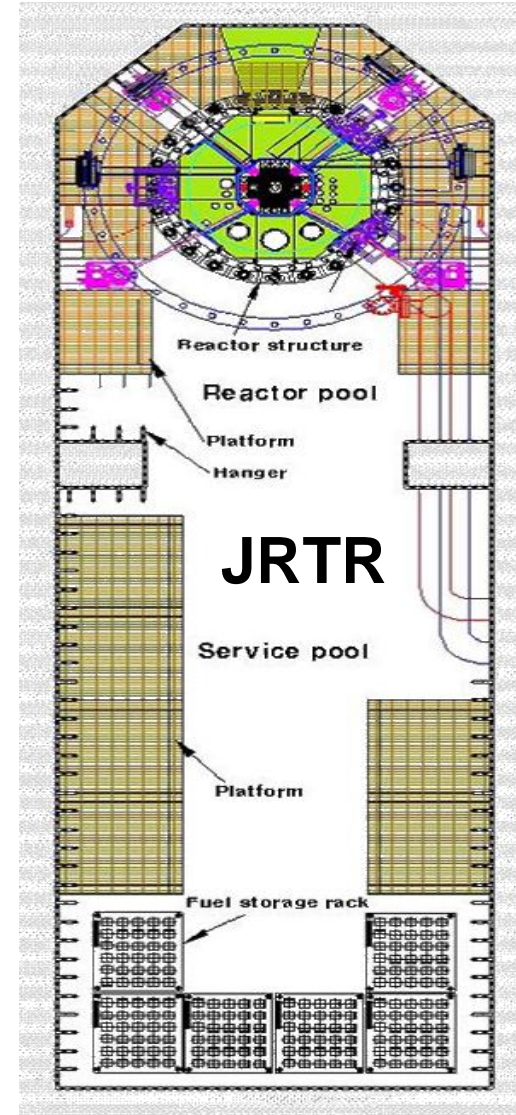 Reactor structure
Reactor pool
Platform
Hanger
JRTR
Service pool
Platform
Fuel storage rack